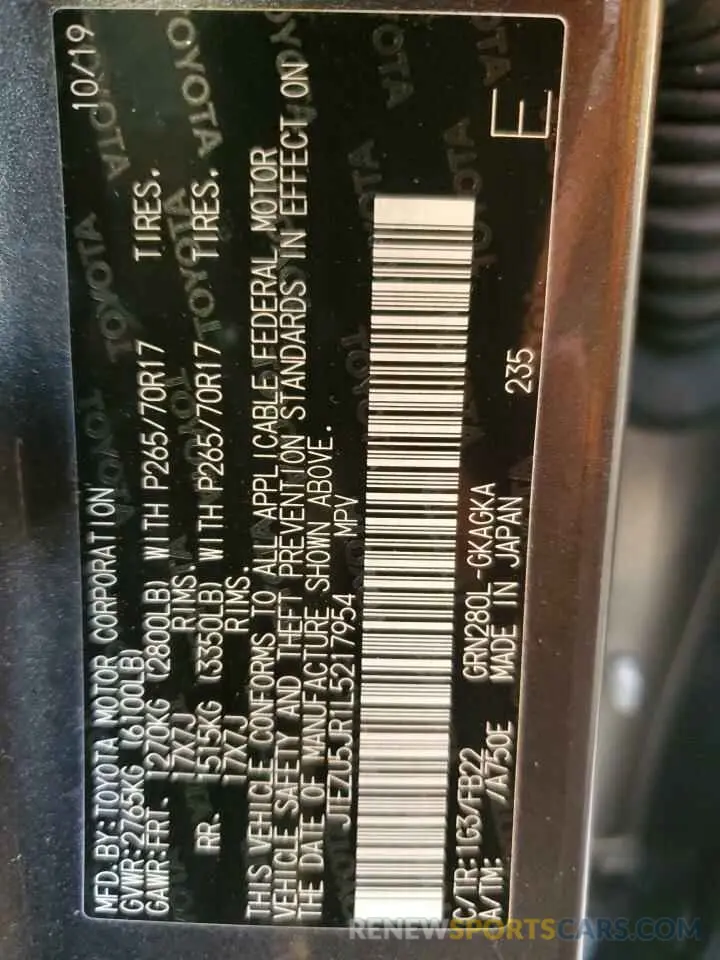 MFD.BY:TOYOTA MOTOR CORPORATION 10/19
GVWR:2765KG (6100LB)
GAWR:FRT. 1270KG (2800LB) WITH P265/70R17 TIRES.
17X7J RIMS.
RR. 1515KG (3350LB) WITH P265/70R17 TIRES.
17X7J RIMS.
THIS VEHICLE CONFORMS TO ALL APPLICABLE FEDERAL MOTOR
VEHICLE SAFETY AND THEFT PREVENTION STANDARDS IN EFFECT ON
THE DATE OF MANUFACTURE SHOWN ABOVE.
JTEZU5JR1L5217954 MPV
C/TR:1G3/FB22 GRN280L-GKAGKA 235
A/TM: /A750E MADE IN JAPAN E
RENEWSPORTSCARS.COM